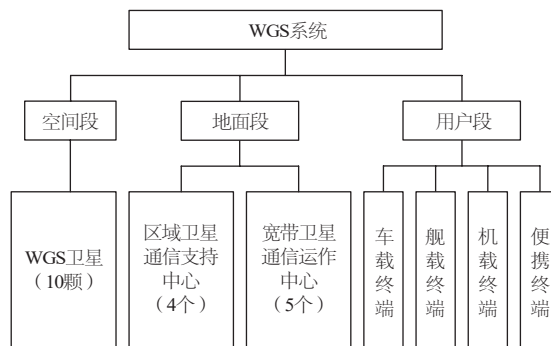 WGS系统
空间段
地面段
用户段
WGS卫星
（10颗）
区域卫星
通信支持
中心
（4个）
宽带卫星
通信运作
中心
（5个）
车载终端
舰载终端
机载终端
便携终端